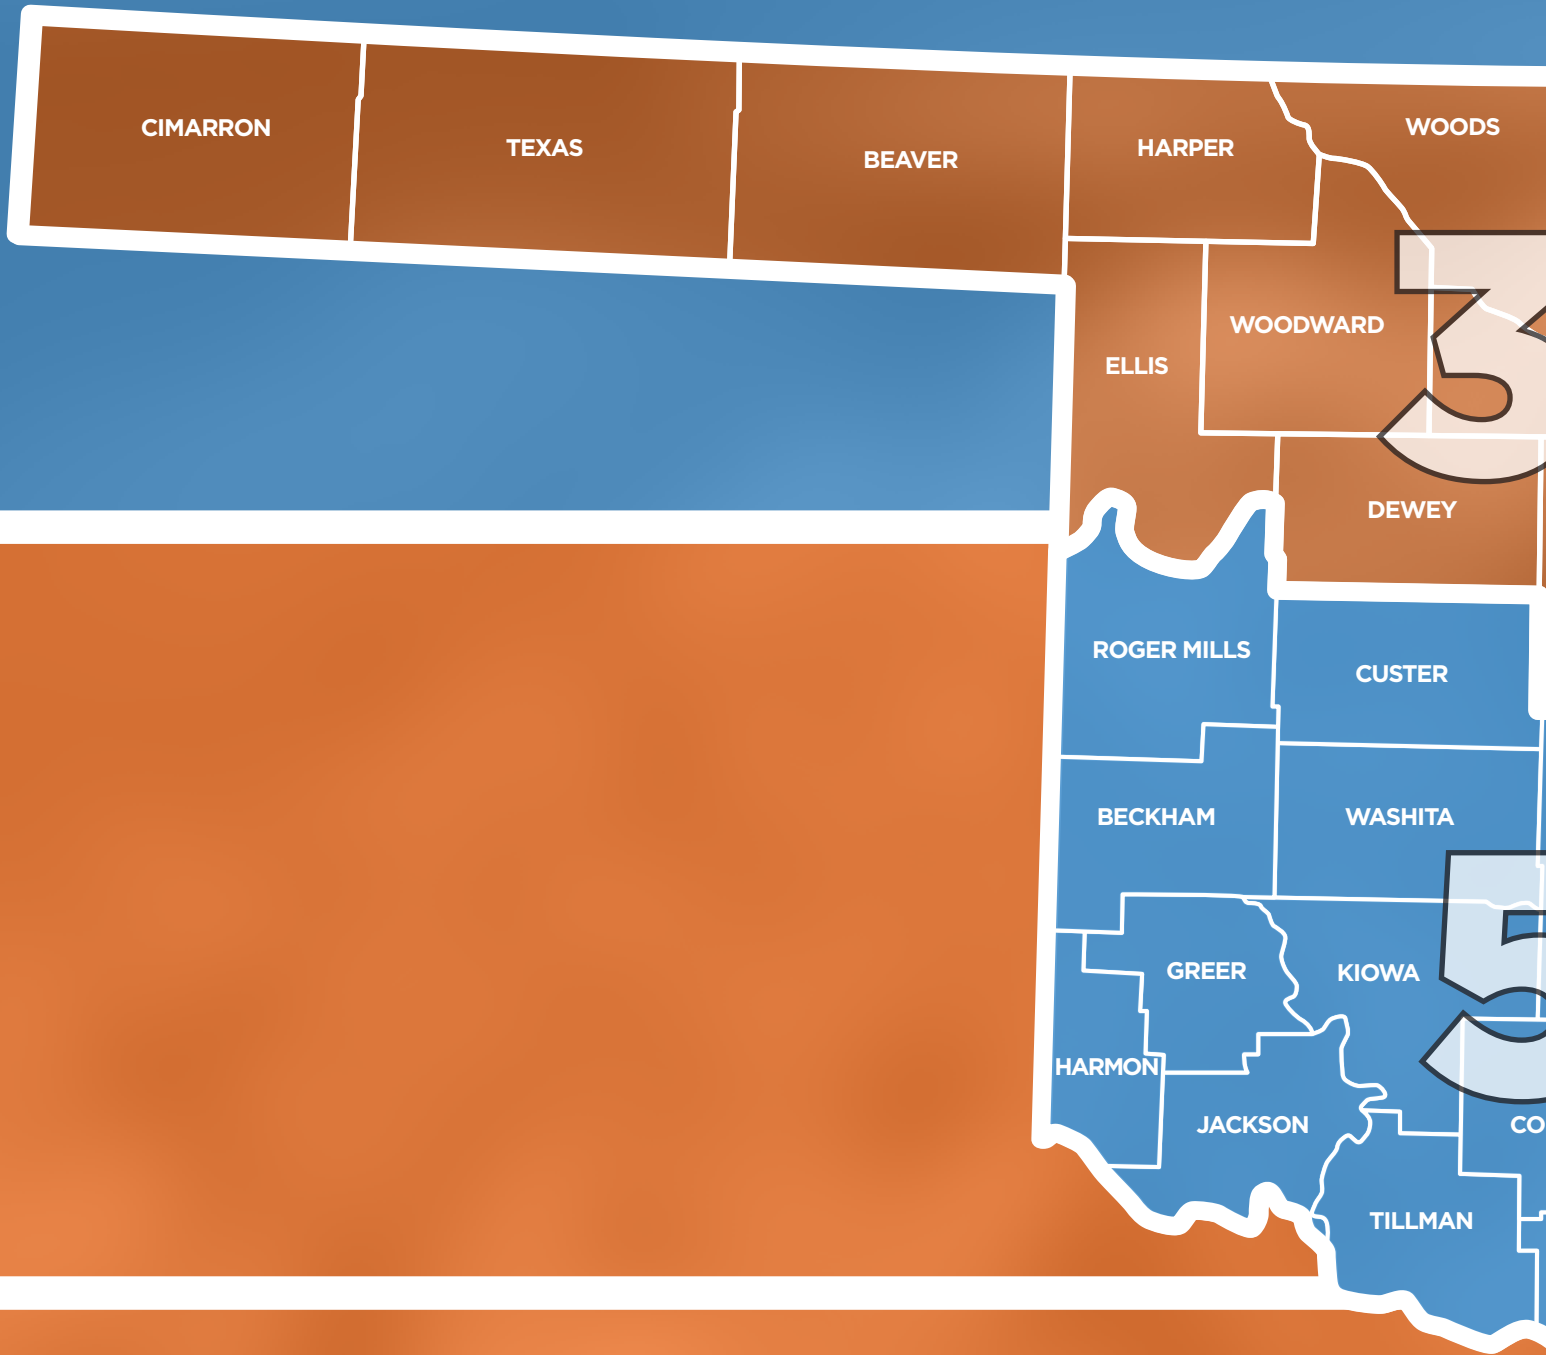 CIMARRON
TEXAS
BEAVER
HARPER
WOODS
WOODWARD
3
ELLIS
DEWEY
ROGER MILLS
CUSTER
BECKHAM
WASHITA
5
GREER
KIOWA
HARMON
JACKSON
CO
TILLMAN